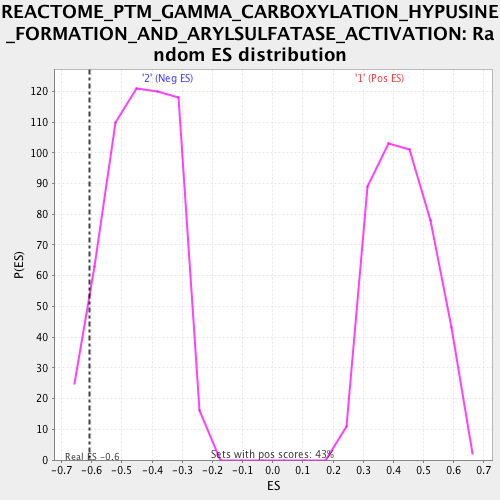 REACTOME_PTM_GAMMA_CARBOXYLATION_HYPUSINE
_FORMATION_AND_ARYLSULFATASE_ACTIVATION: Ra
ndom ES distribution
'2' (Neg ES)
'1' (Pos ES)
120
110
100
90
80
70
60
50
40
30
20
10
0
P(ES)
Real ES -0.6
Sets with pos scores: 43%
-0.7 -0.6 -0.5 -0.4 -0.3 -0.2 -0.1 0.0 0.1 0.2 0.3 0.4 0.5 0.6 0.7
ES